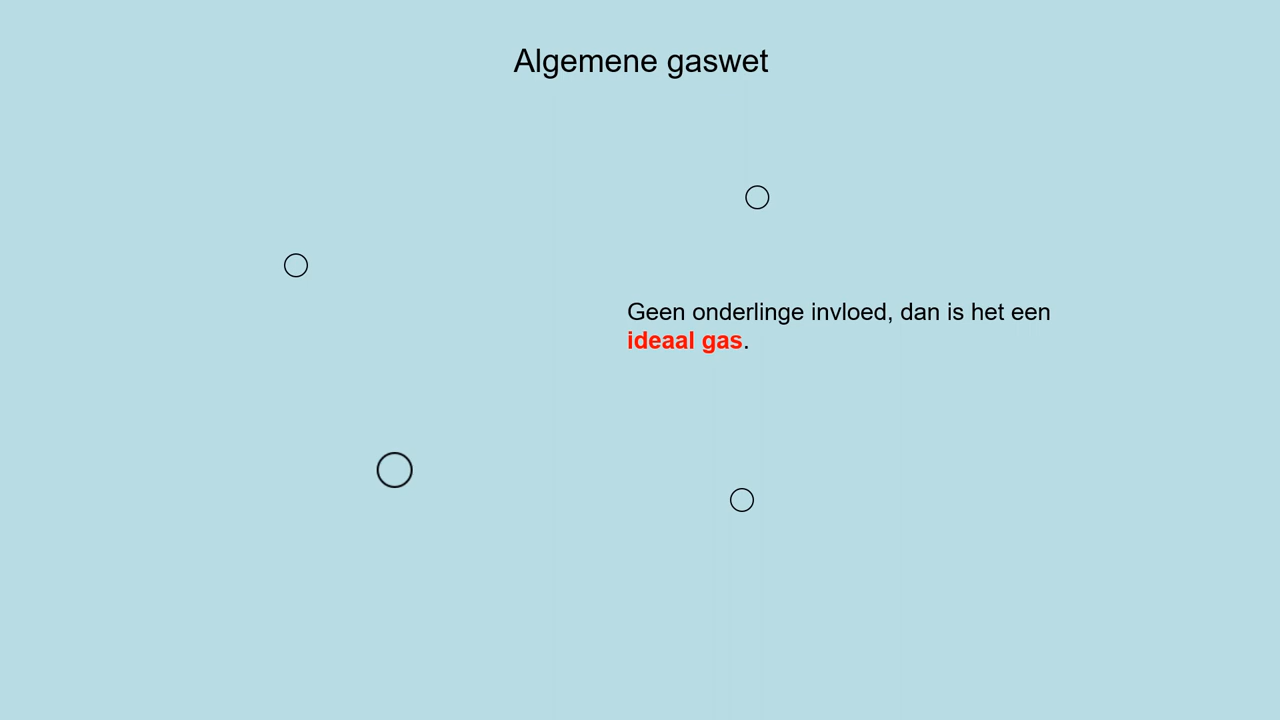 Algemene gaswet
Geen onderlinge invloed, dan is het een
ideaal gas.